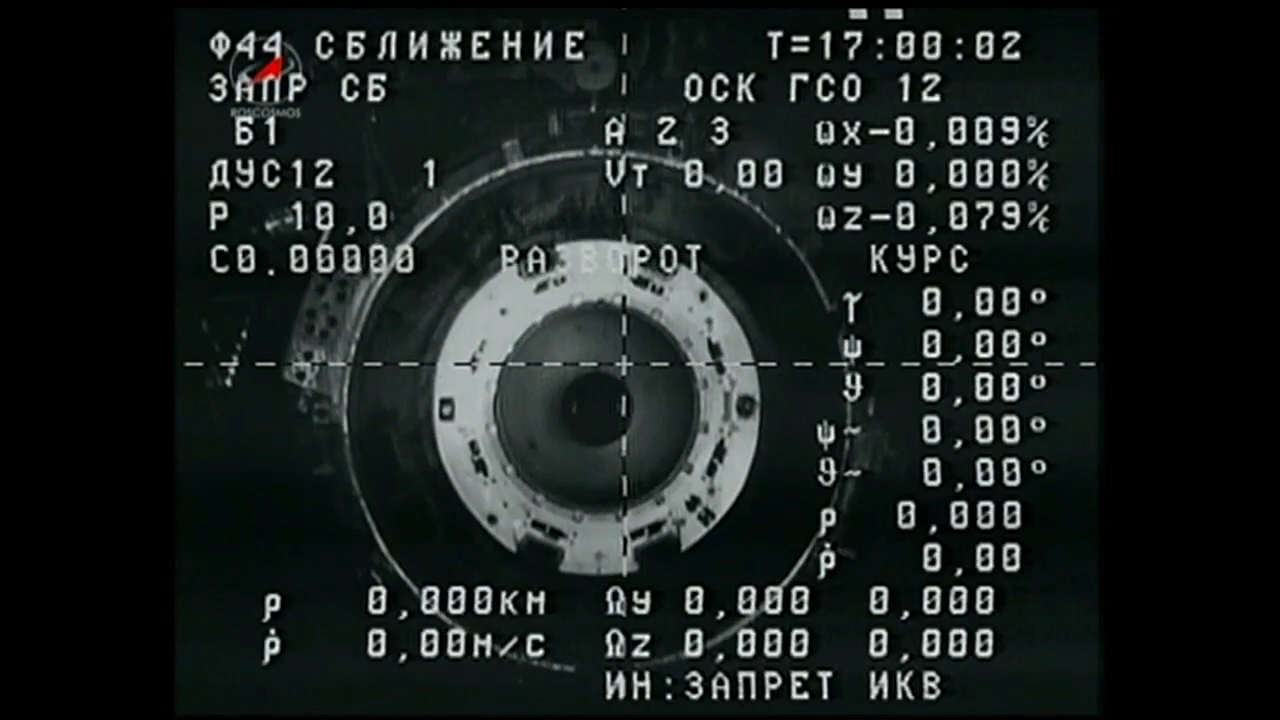 Ф44 СБЛИЖЕНИЕ T=17:00:02
ЗАПР СБ ОСК ГСО 12
ROSCOSMOS
Б1 А 2 3 ωX-0,009%
ДУС12 1 Vт 0,00 ωУ 0,000%
Р 10,0 ωZ-0,079%
С0.00000 РАЗВОРОТ КУРС
γ 0,00°
ψ 0,00°
ϑ 0,00°
ψ~ 0,00°
ϑ~ 0,00°
ρ 0,000
ρ̇ 0,00
ρ 0,000КМ ΩУ 0,000 0,000
ρ̇ 0,00М/С ΩZ 0,000 0,000
ИН:ЗАПРЕТ ИКВ